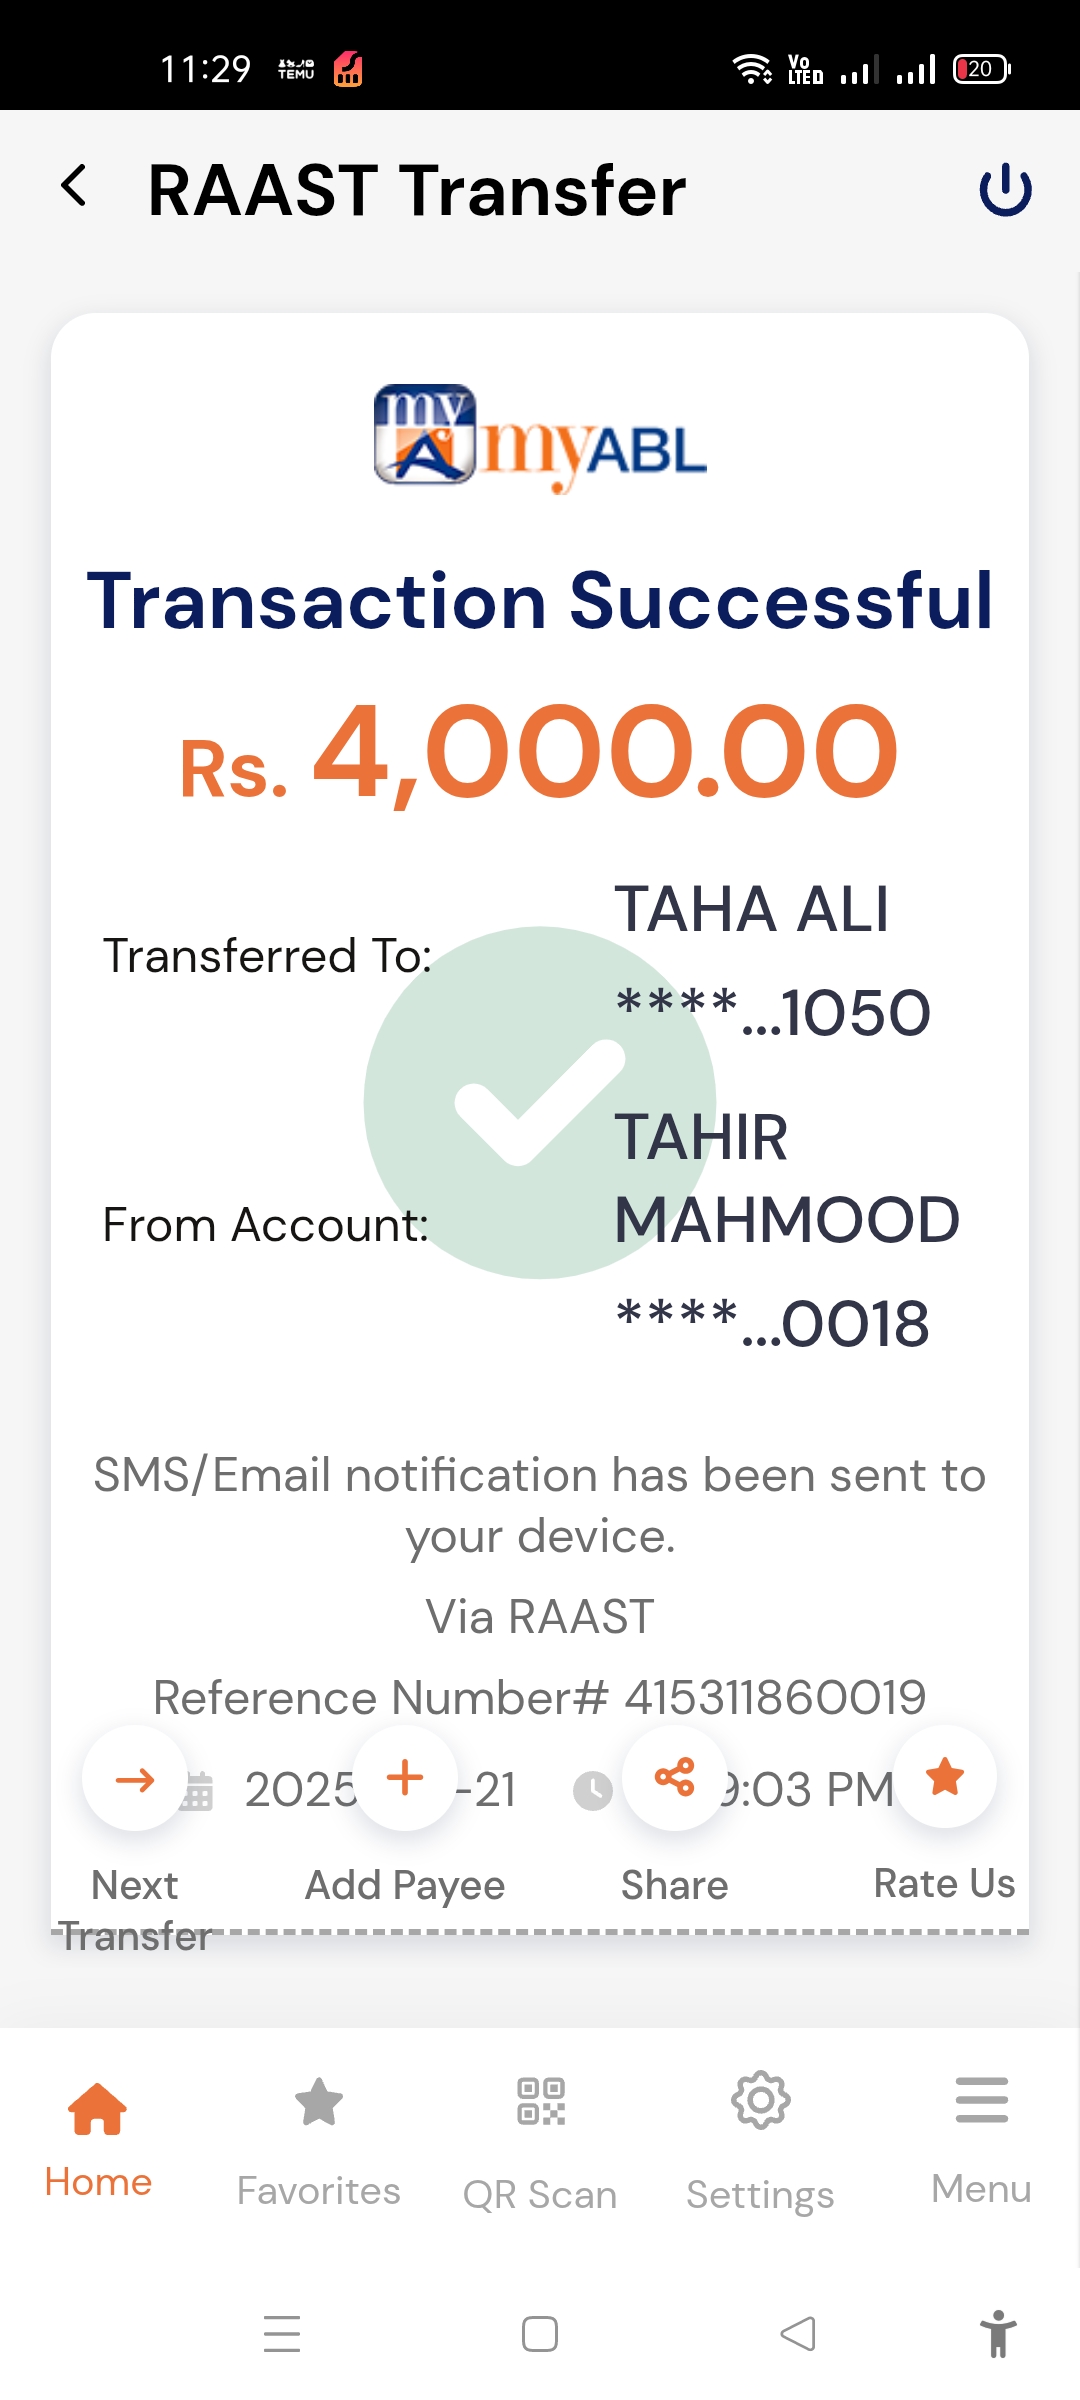 11:29 TEMU Vo LTE 20
RAAST Transfer
my A myABL
Transaction Successful
Rs. 4,000.00
Transferred To:
TAHA ALI
****...1050
From Account:
TAHIR
MAHMOOD
****...0018
SMS/Email notification has been sent to
your device.
Via RAAST
Reference Number# 415311860019
2025 -21 9:03 PM
Next
Transfer
Add Payee
Share
Rate Us
Home
Favorites
QR Scan
Settings
Menu